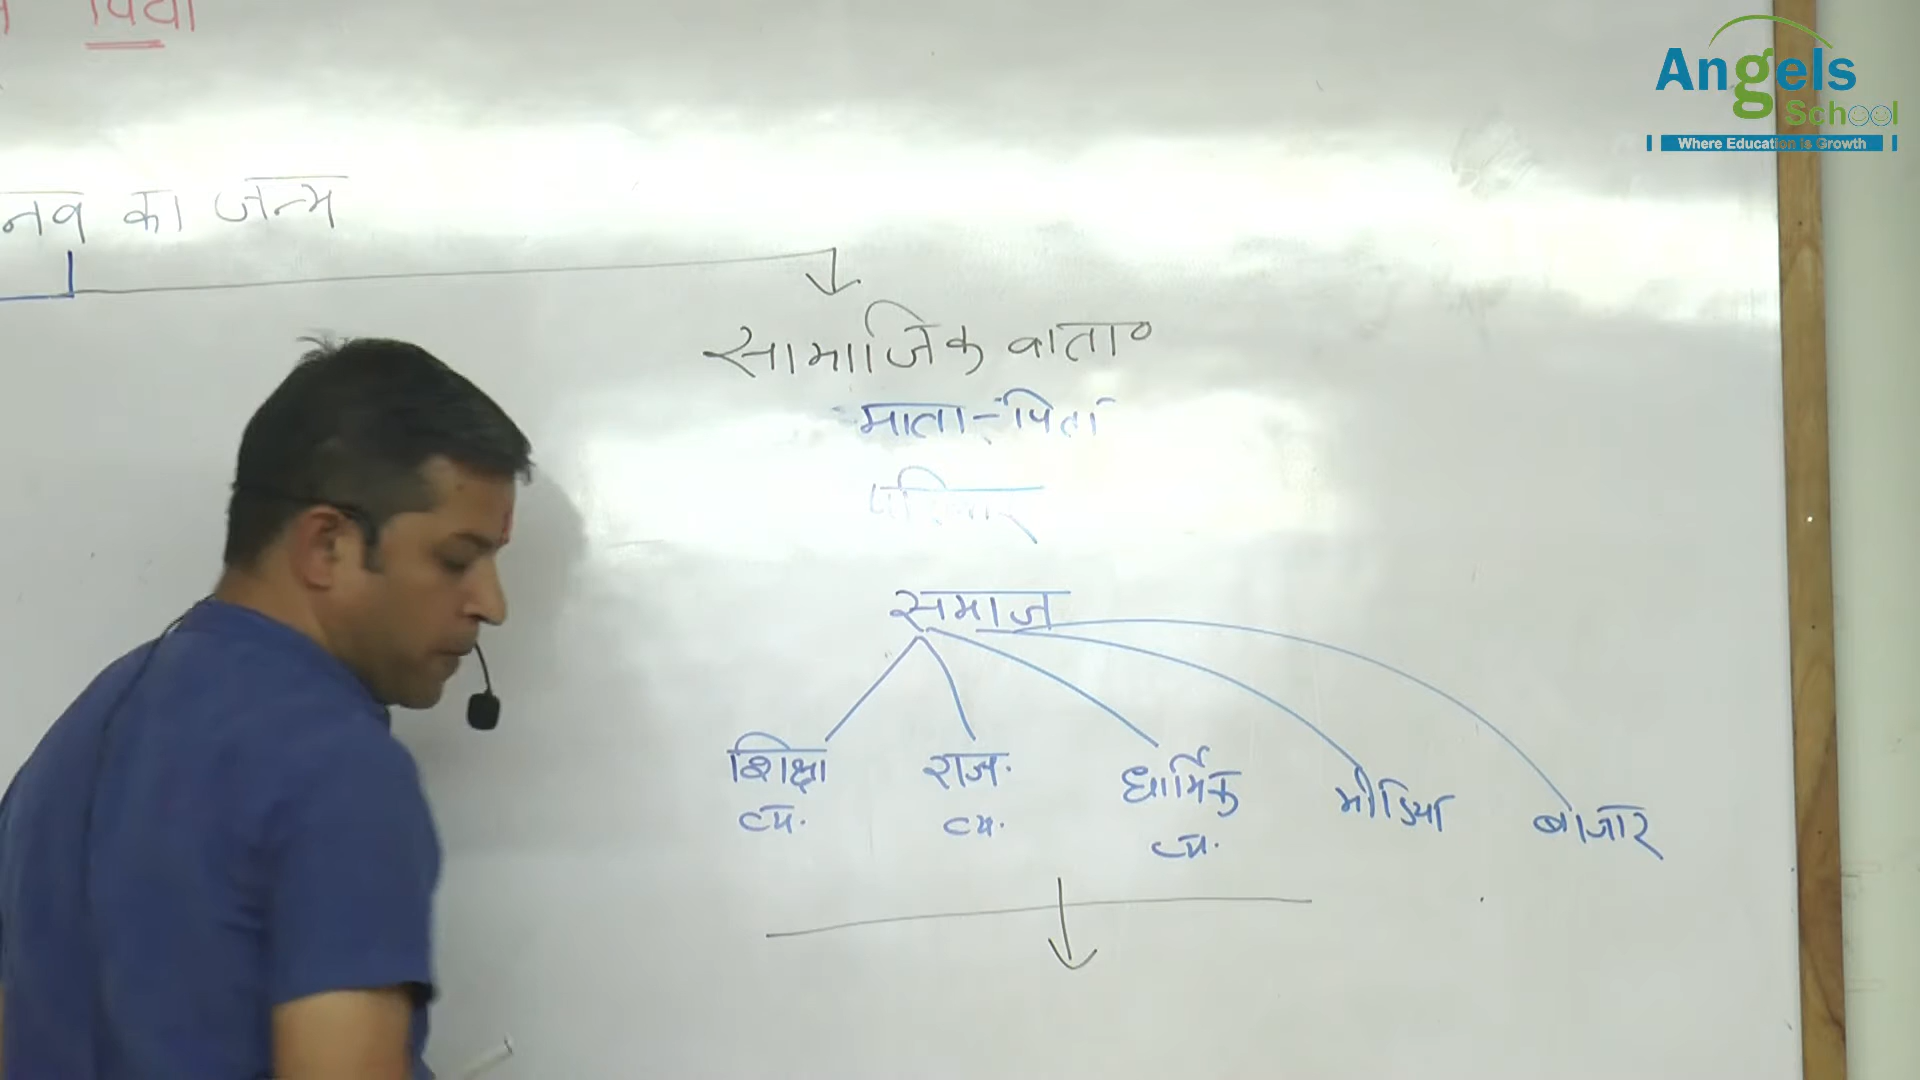 Angels
School
Where Education is Growth
नव का जन्म
सामाजिक वाता०
माता-पिता
परिवार
समाज
शिक्षा राज. धार्मिक मीडिया बाजार
व्य. व्य. व्य.